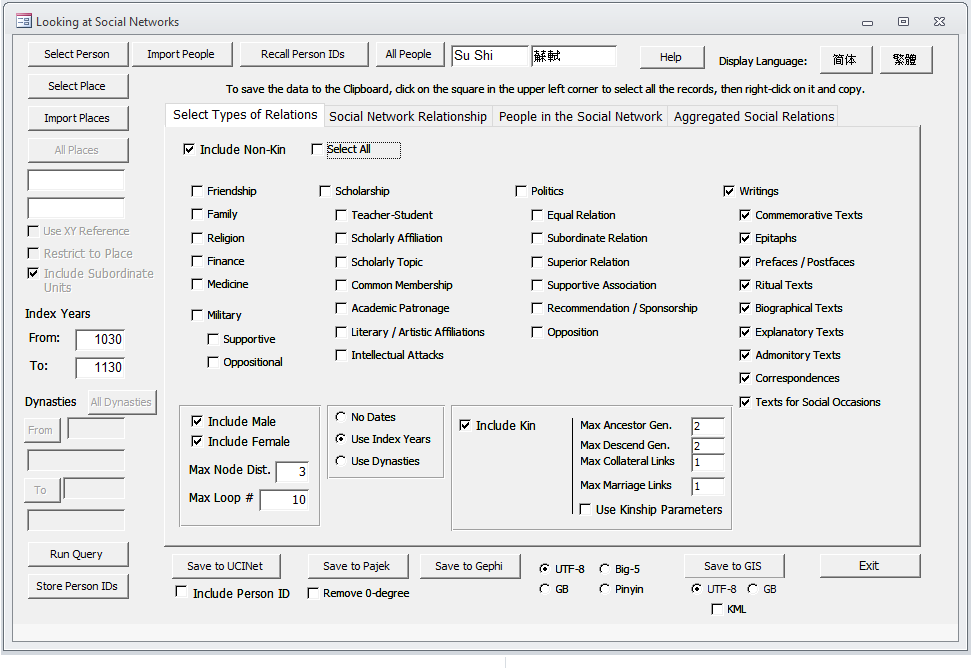 Looking at Social Networks
Select Person Import People Recall Person IDs All People Su Shi 蘇軾 Help Display Language: 简体 繁體
Select Place
To save the data to the Clipboard, click on the square in the upper left corner to select all the records, then right-click on it and copy.
Import Places
All Places
Use XY Reference
Restrict to Place
Include Subordinate
Units
Index Years
From: 1030
To: 1130
Dynasties All Dynasties
From
To
Run Query
Store Person IDs
Select Types of Relations Social Network Relationship People in the Social Network Aggregated Social Relations
Include Non-Kin Select All
Friendship Scholarship Politics Writings
Family Teacher-Student Equal Relation Commemorative Texts
Religion Scholarly Affiliation Subordinate Relation Epitaphs
Finance Scholarly Topic Superior Relation Prefaces / Postfaces
Medicine Common Membership Supportive Association Ritual Texts
Military Academic Patronage Recommendation / Sponsorship Biographical Texts
Supportive Literary / Artistic Affiliations Opposition Explanatory Texts
Oppositional Intellectual Attacks Admonitory Texts
Correspondences
Texts for Social Occasions
Include Male
Include Female
Max Node Dist. 3
Max Loop # 10
No Dates
Use Index Years
Use Dynasties
Include Kin
Max Ancestor Gen. 2
Max Descend Gen. 2
Max Collateral Links 1
Max Marriage Links 1
Use Kinship Parameters
Save to UCINet Save to Pajek Save to Gephi UTF-8 Big-5 Save to GIS Exit
Include Person ID Remove 0-degree GB Pinyin UTF-8 GB
KML